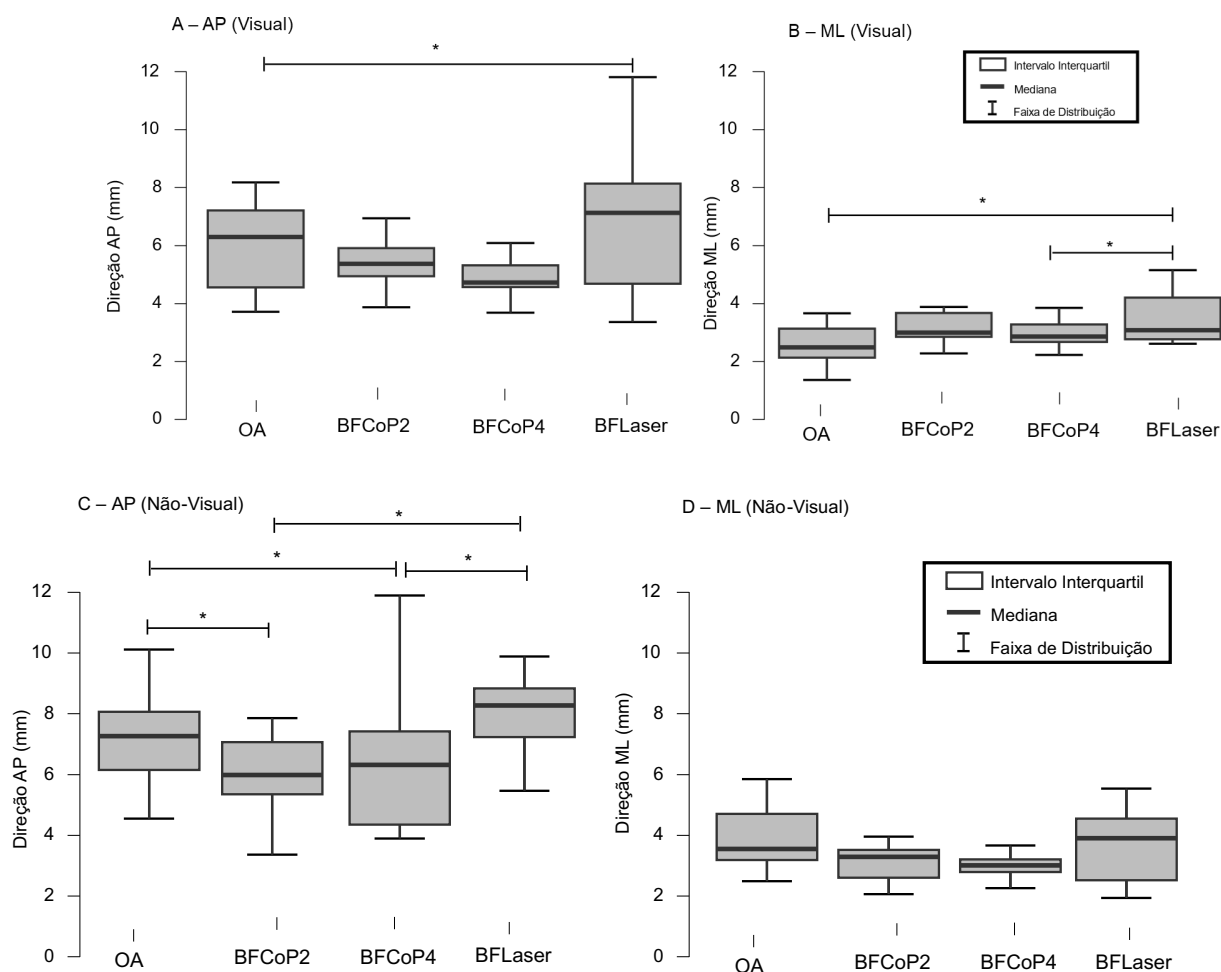 A – AP (Visual)
*
12
10
8
6
4
2
0
Direção AP (mm)
OA
BFCoP2
BFCoP4
BFLaser
B – ML (Visual)
Intervalo Interquartil
Mediana
Faixa de Distribuição
*
*
12
10
8
6
4
2
0
Direção ML (mm)
OA
BFCoP2
BFCoP4
BFLaser
C – AP (Não-Visual)
*
*
*
*
12
10
8
6
4
2
0
Direção AP (mm)
OA
BFCoP2
BFCoP4
BFLaser
D – ML (Não-Visual)
Intervalo Interquartil
Mediana
Faixa de Distribuição
12
10
8
6
4
2
0
Direção ML (mm)
OA
BFCoP2
BFCoP4
BFLaser